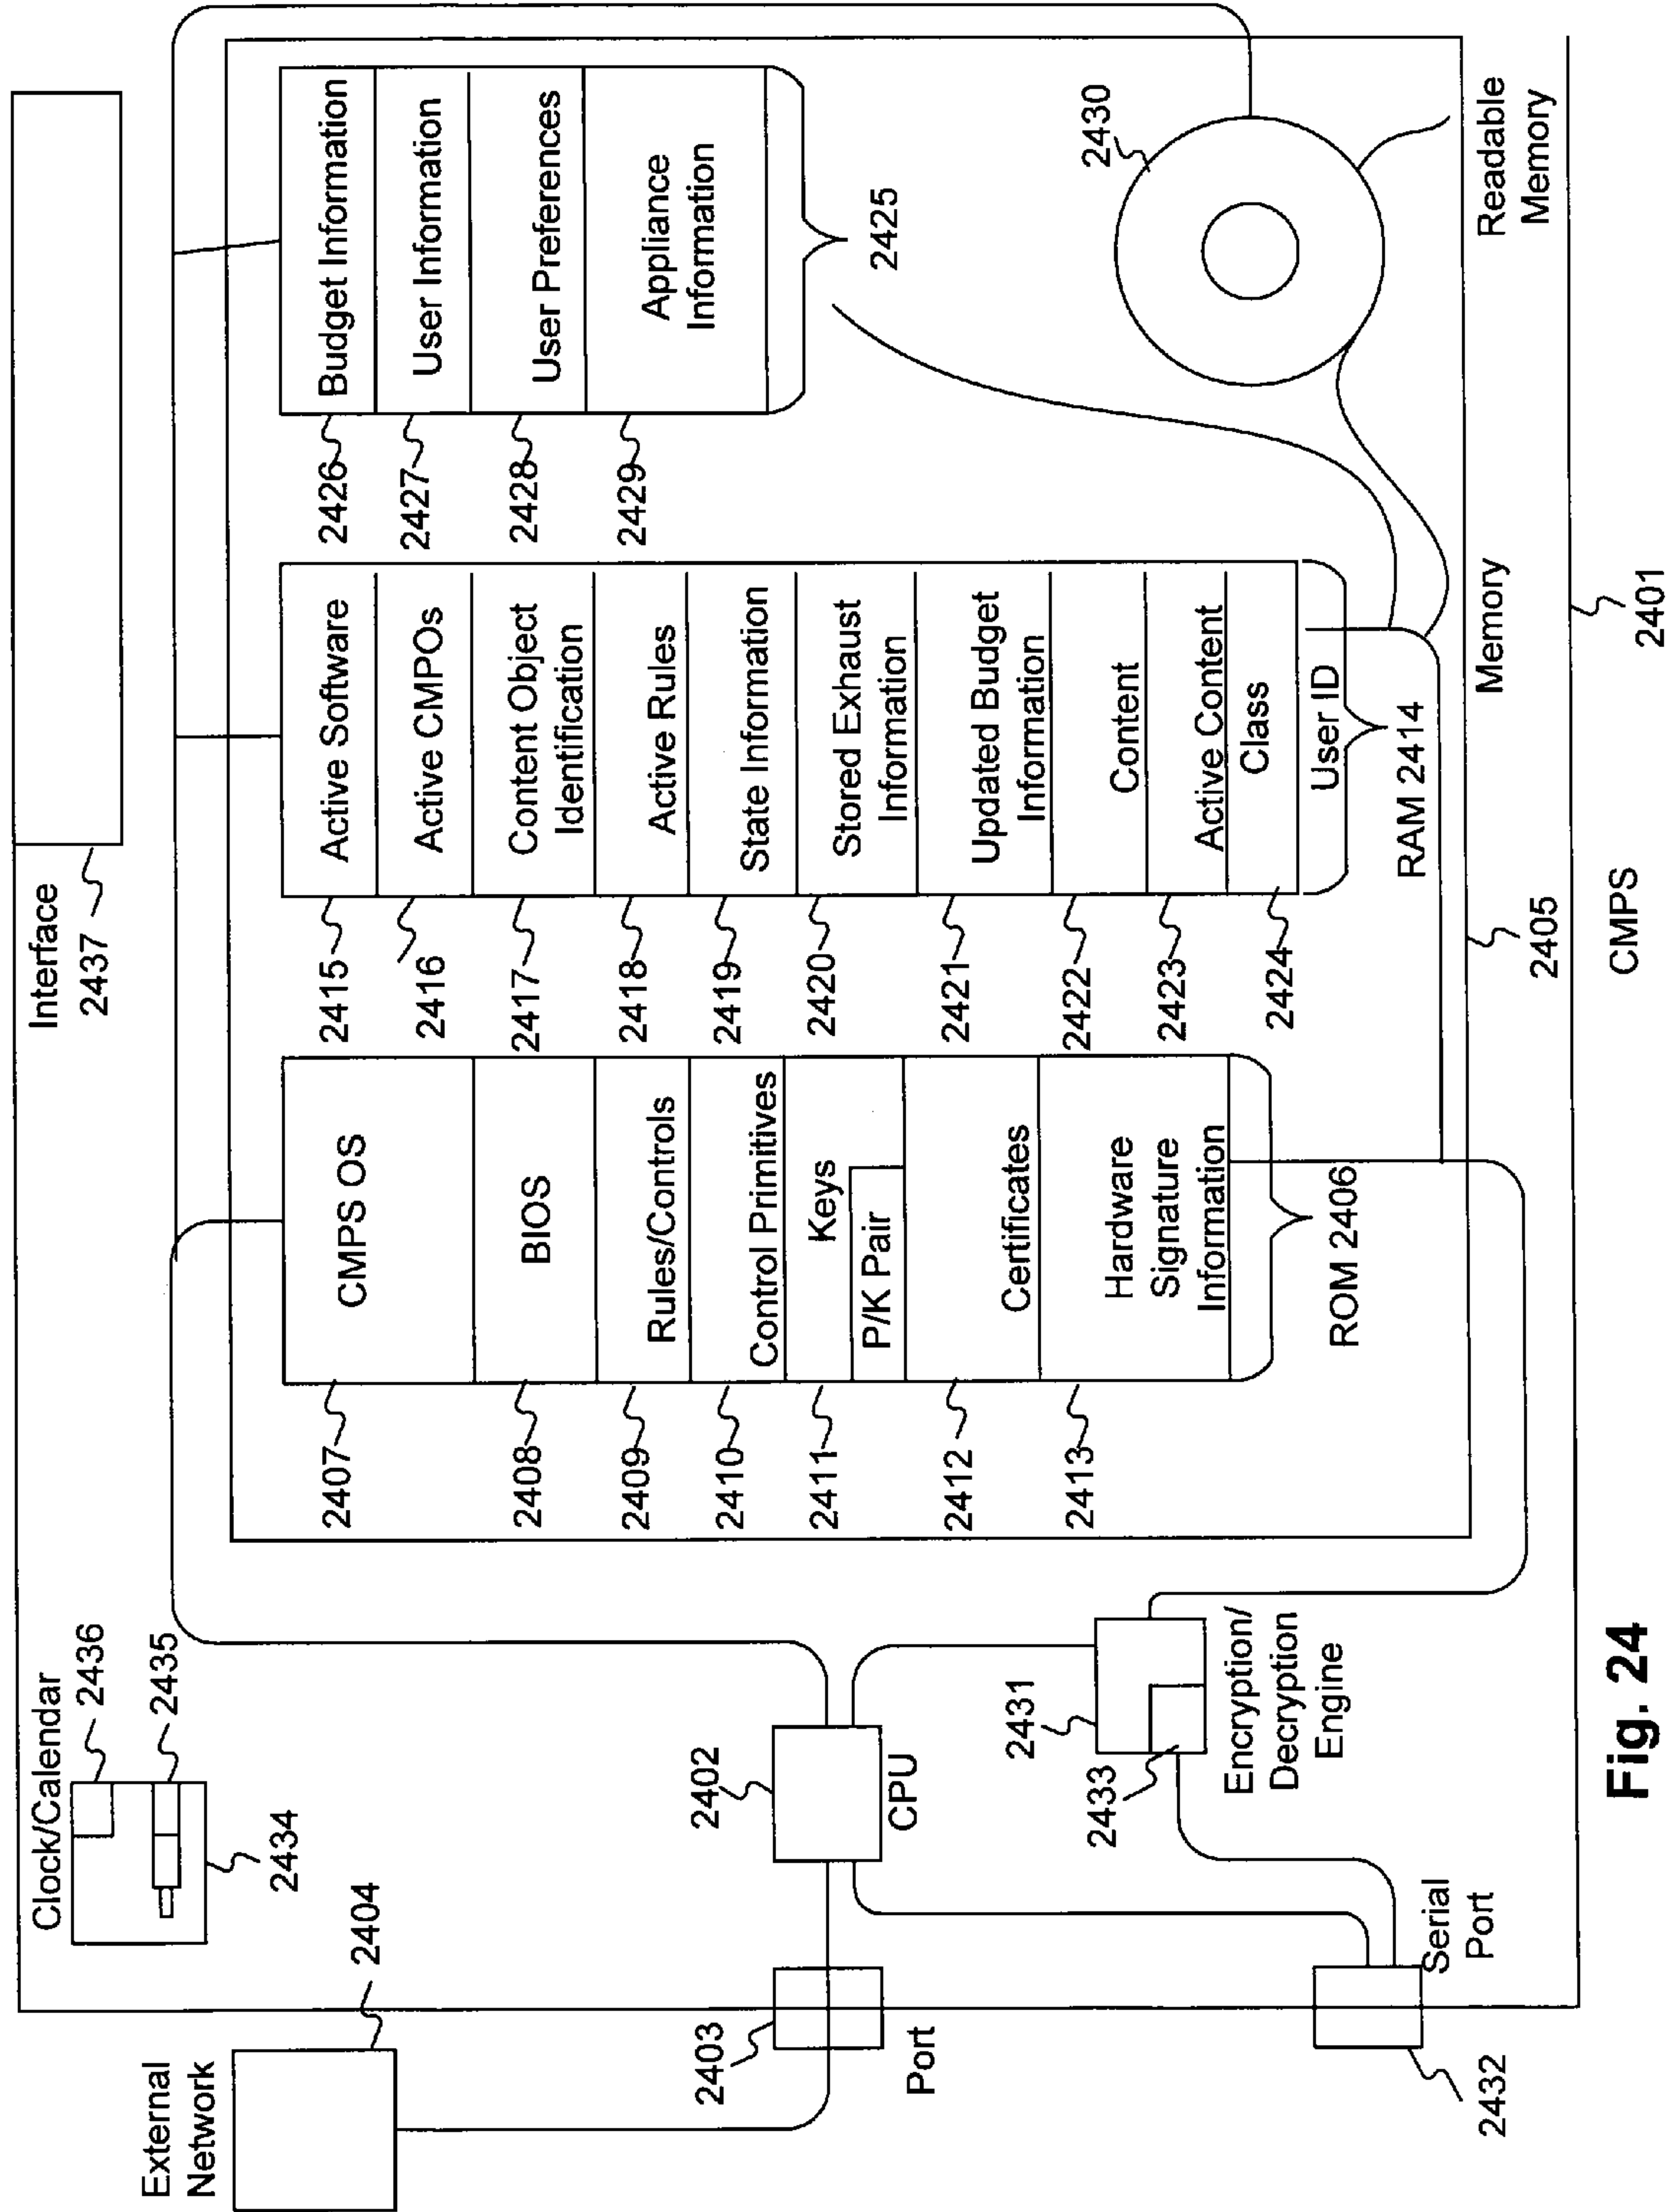 External
Network
2404
Clock/Calendar
2436
2435
2434
Interface
2437
2403
Port
2402
CPU
2432
Serial
Port
2431
2433
Encryption/
Decryption
Engine
2407
CMPS OS
2408
BIOS
2409
Rules/Controls
2410
Control Primitives
2411
Keys
P/K Pair
2412
Certificates
2413
Hardware
Signature
Information
ROM 2406
2415
Active Software
2416
Active CMPOs
2417
Content Object
Identification
2418
Active Rules
2419
State Information
2420
Stored Exhaust
Information
2421
Updated Budget
Information
2422
Content
2423
Active Content
Class
2424
User ID
RAM 2414
2426
Budget Information
2427
User Information
2428
User Preferences
2429
Appliance
Information
2425
2430
Readable
Memory
Memory
2405
2401
CMPS
Fig. 24